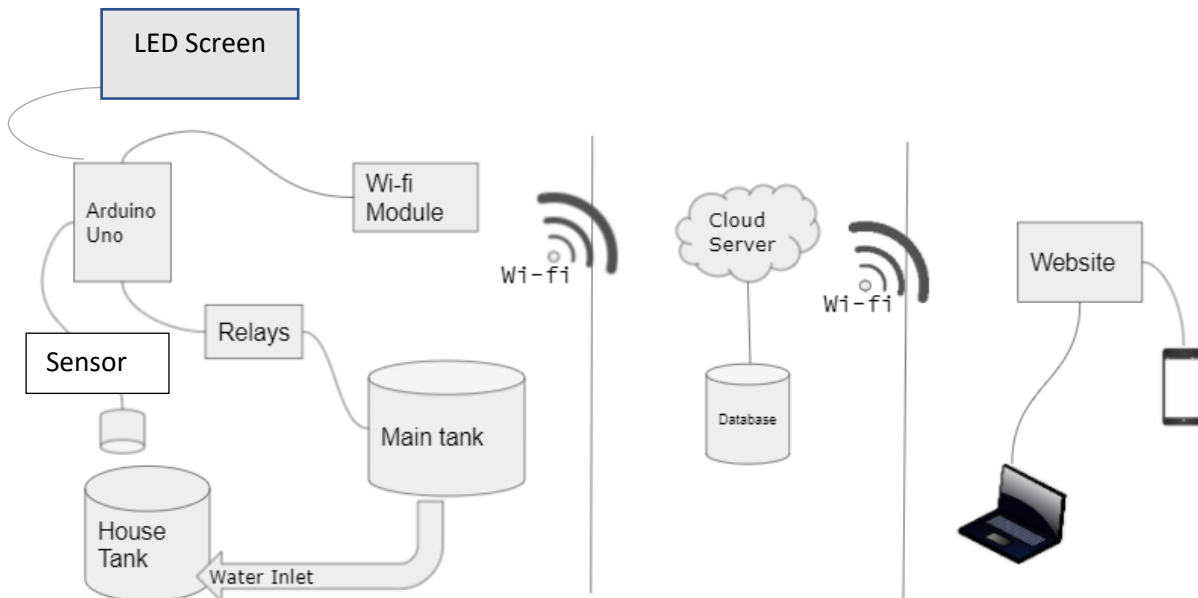 LED Screen
Arduino
Uno
Wi-fi
Module
Sensor
Relays
Main tank
House
Tank
Water Inlet
Wi-fi
Cloud
Server
Database
Wi-fi
Website